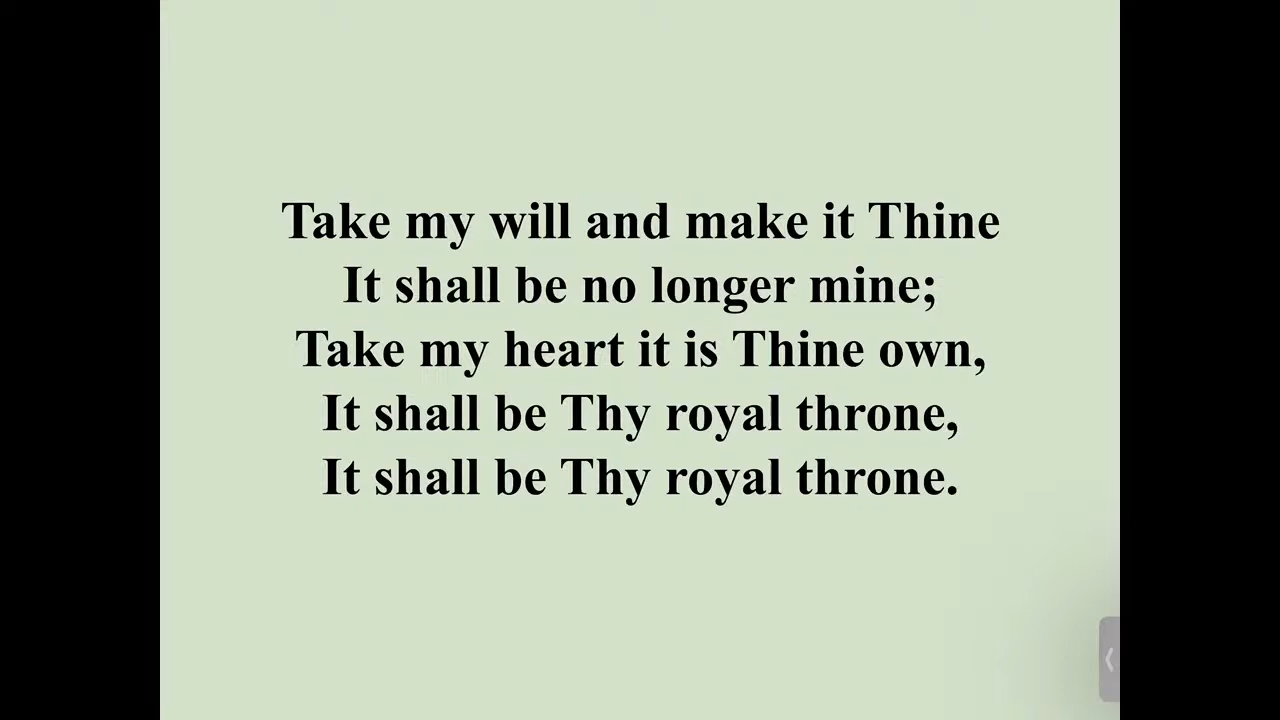 Take my will and make it Thine
It shall be no longer mine;
Take my heart it is Thine own,
It shall be Thy royal throne,
It shall be Thy royal throne.